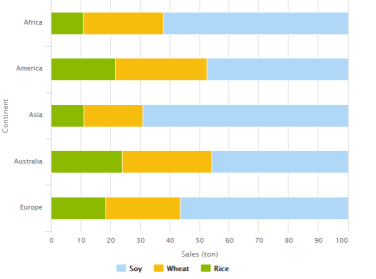 Africa
America
Asia
Australia
Europe
Continent
0 10 20 30 40 50 60 70 80 90 100
Sales (ton)
Soy Wheat Rice